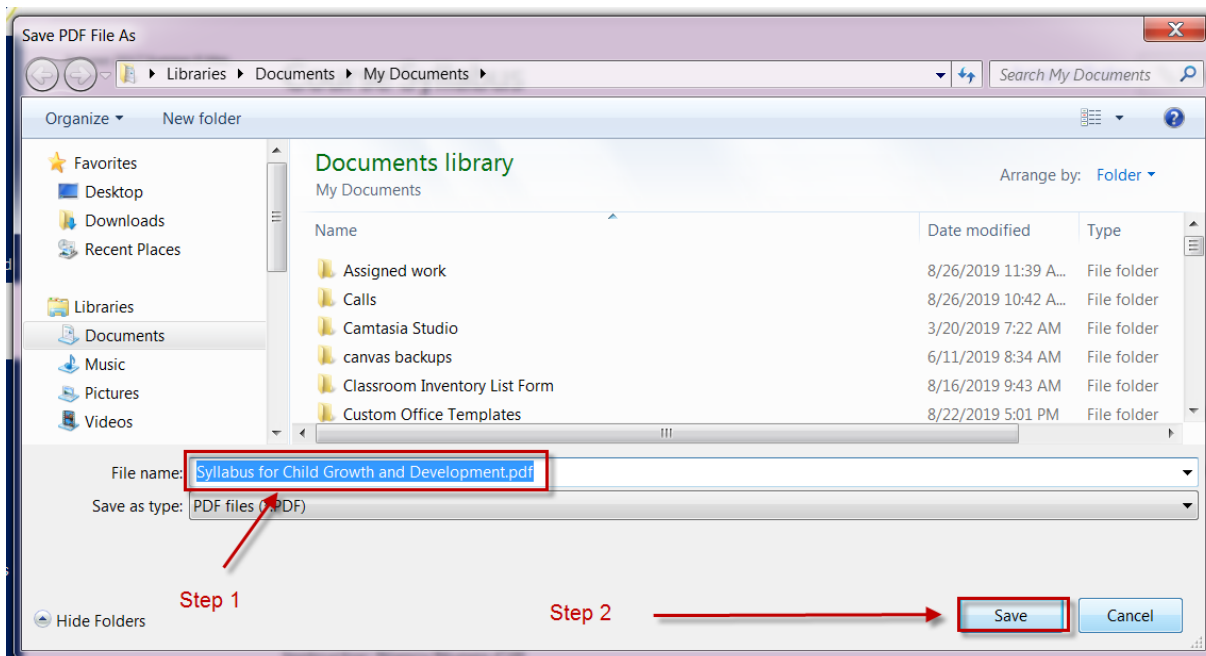 Save PDF File As
Libraries Documents My Documents
Search My Documents
Organize New folder
Favorites
Desktop
Downloads
Recent Places
Libraries
Documents
Music
Pictures
Videos
Documents library
My Documents
Arrange by: Folder
Name Date modified Type
Assigned work 8/26/2019 11:39 A... File folder
Calls 8/26/2019 10:42 A... File folder
Camtasia Studio 3/20/2019 7:22 AM File folder
canvas backups 6/11/2019 8:34 AM File folder
Classroom Inventory List Form 8/16/2019 9:43 AM File folder
Custom Office Templates 8/22/2019 5:01 PM File folder
File name: Syllabus for Child Growth and Development.pdf
Save as type: PDF files (*.PDF)
Step 1
Step 2
Hide Folders
Save Cancel